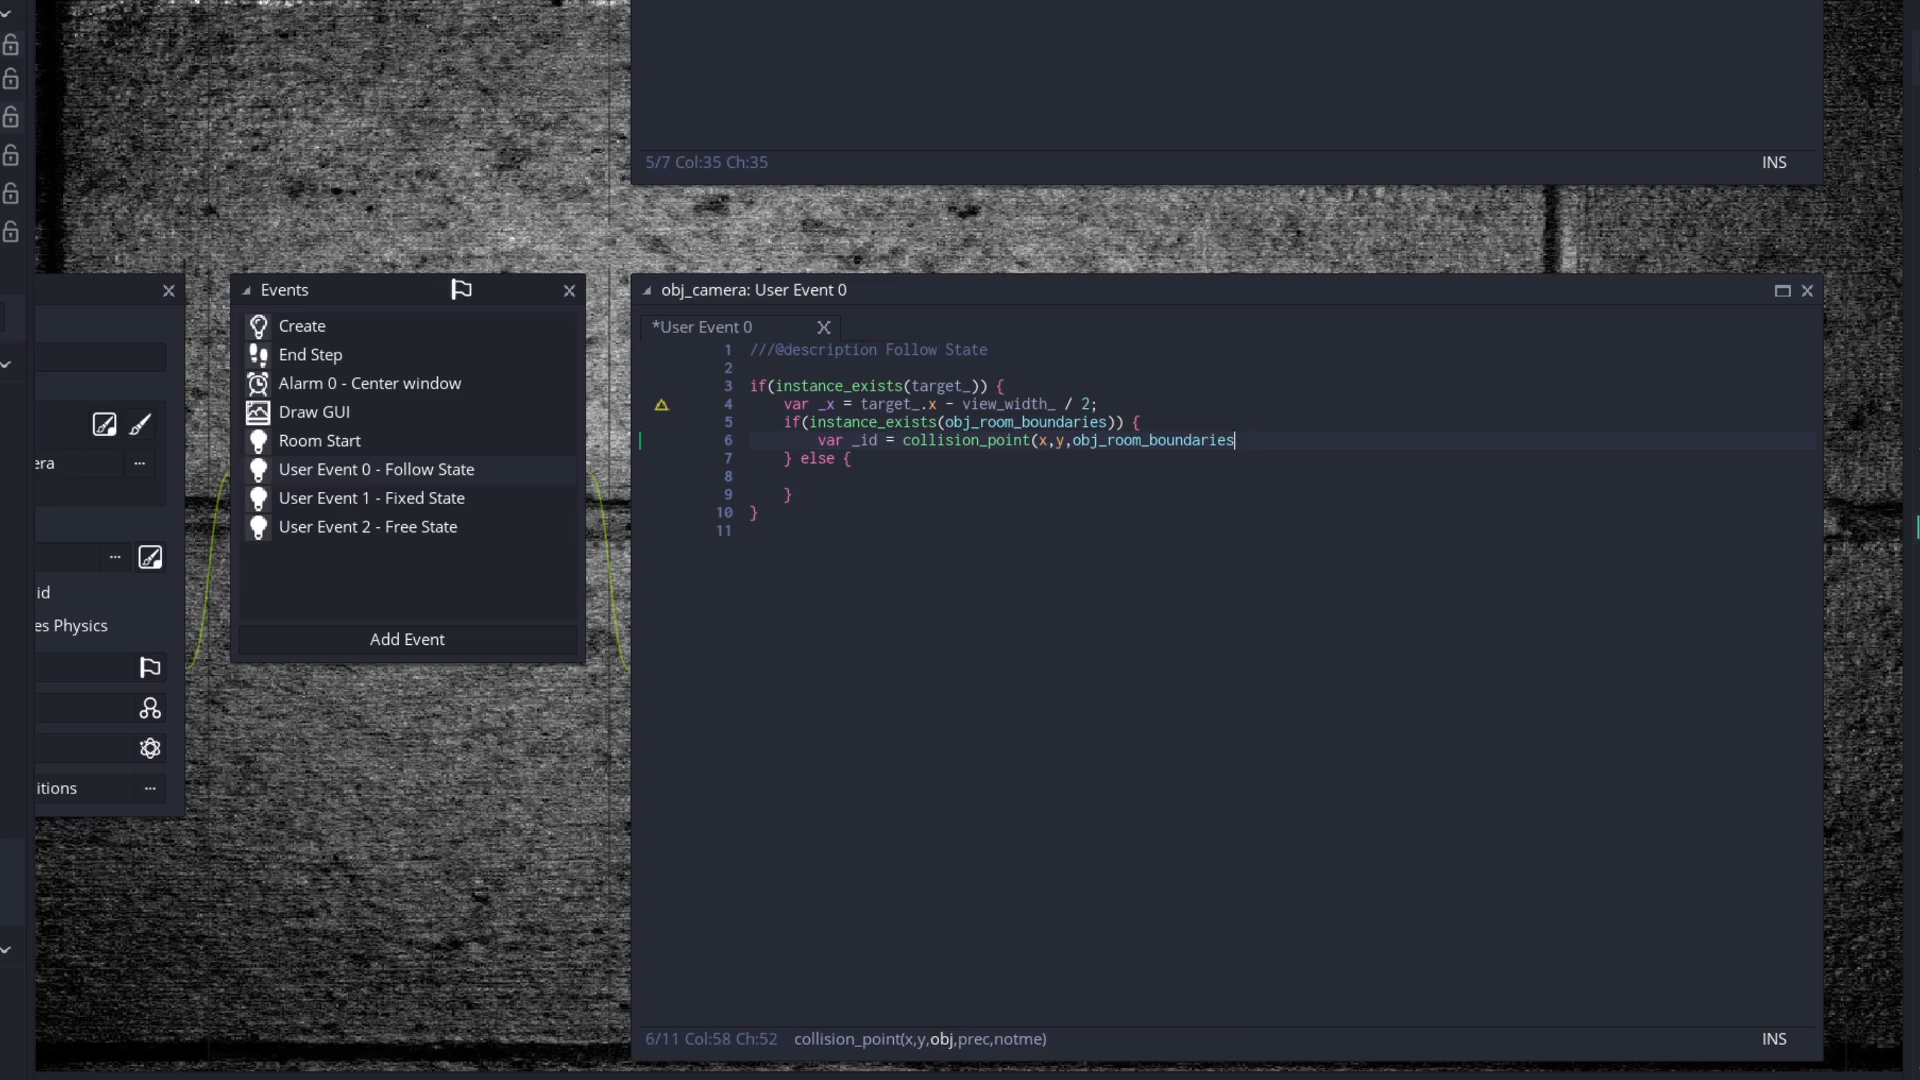 5/7 Col:35 Ch:35
INS
Events
Create
End Step
Alarm 0 - Center window
Draw GUI
Room Start
User Event 0 - Follow State
User Event 1 - Fixed State
User Event 2 - Free State
Add Event
era
id
es Physics
itions
obj_camera: User Event 0
*User Event 0
1 ///@description Follow State
2
3 if(instance_exists(target_)) {
4 var _x = target_.x - view_width_ / 2;
5 if(instance_exists(obj_room_boundaries)) {
6 var _id = collision_point(x,y,obj_room_boundaries
7 } else {
8
9 }
10 }
11
6/11 Col:58 Ch:52 collision_point(x,y,obj,prec,notme)
INS